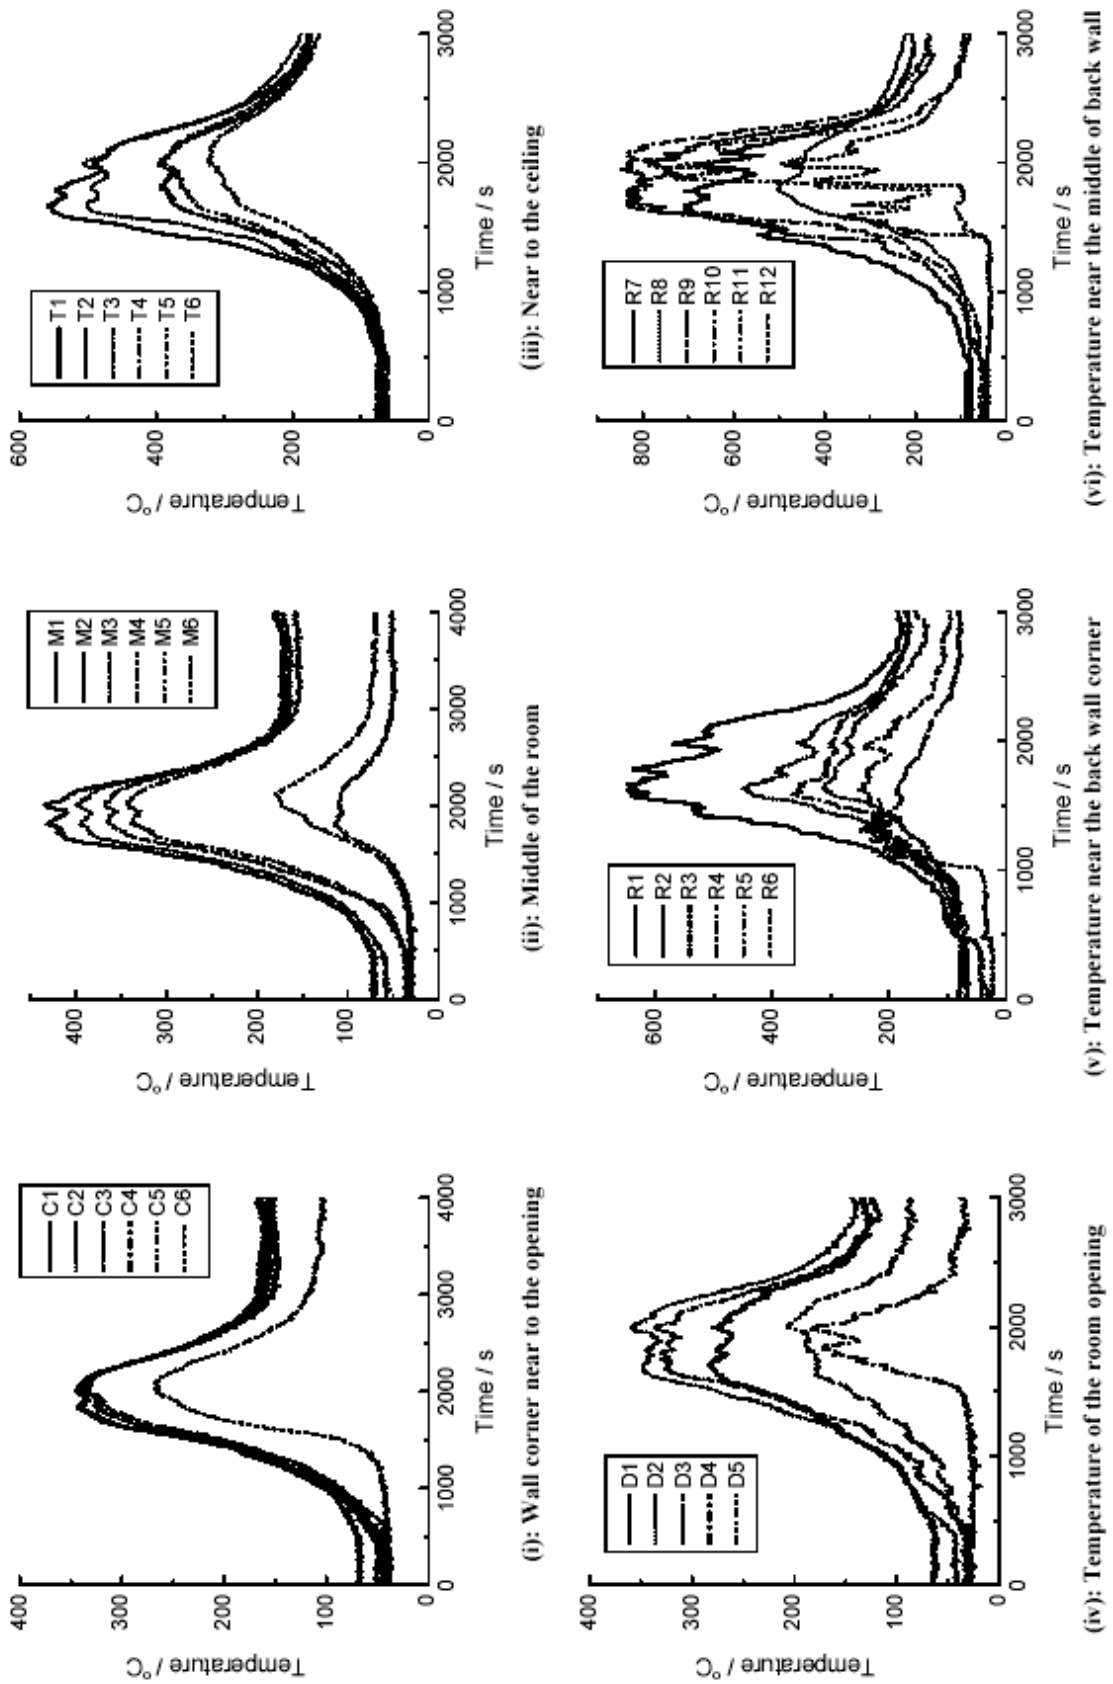 Temperature / °C
400
300
200
100
0
0
1000
2000
3000
4000
Time / s
C1
C2
C3
C4
C5
C6
(i): Wall corner near to the opening
Temperature / °C
400
300
200
100
0
0
1000
2000
3000
4000
Time / s
M1
M2
M3
M4
M5
M6
(ii): Middle of the room
Temperature / °C
600
400
200
0
0
1000
2000
3000
Time / s
T1
T2
T3
T4
T5
T6
(iii): Near to the ceiling
Temperature / °C
400
300
200
100
0
0
1000
2000
3000
Time / s
D1
D2
D3
D4
D5
(iv): Temperature of the room opening
Temperature / °C
600
400
200
0
0
1000
2000
3000
Time / s
R1
R2
R3
R4
R5
R6
(v): Temperature near the back wall corner
Temperature / °C
800
600
400
200
0
0
1000
2000
3000
Time / s
R7
R8
R9
R10
R11
R12
(vi): Temperature near the middle of back wall